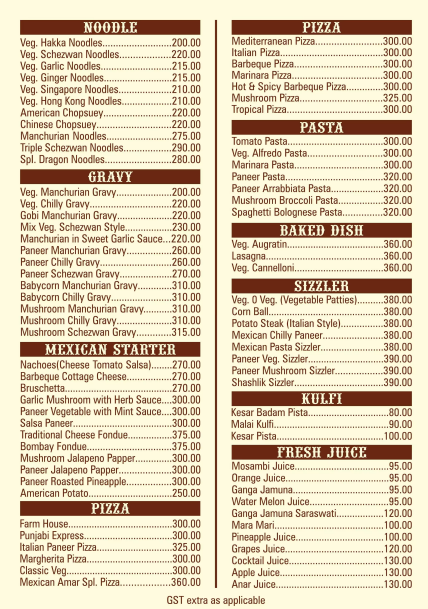 NOODLE
Veg. Hakka Noodles..........................200.00
Veg. Schezwan Noodles.....................220.00
Veg. Garlic Noodles..........................215.00
Veg. Ginger Noodles.........................215.00
Veg. Singapore Noodles....................210.00
Veg. Hong Kong Noodles...................210.00
American Chopsuey..........................220.00
Chinese Chopsuey............................220.00
Manchurian Noodles.........................275.00
Triple Schezwan Noodles...................290.00
Spl. Dragon Noodles.........................280.00
GRAVY
Veg. Manchurian Gravy.....................200.00
Veg. Chilly Gravy..............................220.00
Gobi Manchurian Gravy.....................220.00
Mix Veg. Schezwan Style...................230.00
Manchurian in Sweet Garlic Sauce...220.00
Paneer Manchurian Gravy.................260.00
Paneer Chilly Gravy..........................260.00
Paneer Schezwan Gravy....................270.00
Babycorn Manchurian Gravy..............310.00
Babycorn Chilly Gravy.......................310.00
Mushroom Manchurian Gravy............310.00
Mushroom Chilly Gravy.....................310.00
Mushroom Schezwan Gravy...............315.00
MEXICAN STARTER
Nachoes(Cheese Tomato Salsa).......270.00
Barbeque Cottage Cheese.................270.00
Bruschetta.......................................270.00
Garlic Mushroom with Herb Sauce....300.00
Paneer Vegetable with Mint Sauce....300.00
Salsa Paneer...................................300.00
Traditional Cheese Fondue................375.00
Bombay Fondue...............................375.00
Mushroom Jalapeno Papper..............300.00
Paneer Jalapeno Papper...................300.00
Paneer Roasted Pineapple................300.00
American Potato..............................250.00
PIZZA
Farm House.....................................300.00
Punjabi Express...............................300.00
Italian Paneer Pizza.........................325.00
Margherita Pizza..............................300.00
Classic Veg......................................300.00
Mexican Amar Spl. Pizza..................360.00
PIZZA
Mediterranean Pizza........................300.00
Italian Pizza....................................300.00
Barbeque Pizza................................300.00
Marinara Pizza.................................300.00
Hot & Spicy Barbeque Pizza.............300.00
Mushroom Pizza...............................325.00
Tropical Pizza..................................300.00
PASTA
Tomato Pasta...................................300.00
Veg. Alfredo Pasta...........................300.00
Marinara Pasta................................300.00
Paneer Pasta...................................320.00
Paneer Arrabbiata Pasta...................320.00
Mushroom Broccoli Pasta.................320.00
Spaghetti Bolognese Pasta...............320.00
BAKED DISH
Veg. Augratin..................................360.00
Lasagna..........................................360.00
Veg. Cannelloni................................360.00
SIZZLER
Veg. O Veg. (Vegetable Patties)..........380.00
Corn Ball.........................................380.00
Potato Steak (Italian Style)................380.00
Mexican Chilly Paneer......................380.00
Mexican Pasta Sizzler.......................380.00
Paneer Veg. Sizzler..........................390.00
Paneer Mushroom Sizzler..................390.00
Shashlik Sizzler...............................390.00
KULFI
Kesar Badam Pista.............................80.00
Malai Kulfi.........................................90.00
Kesar Pista......................................100.00
FRESH JUICE
Mosambi Juice...................................95.00
Orange Juice.....................................95.00
Ganga Jamuna...................................95.00
Water Melon Juice.............................95.00
Ganga Jamuna Saraswati.................120.00
Mara Mari.......................................100.00
Pineapple Juice...............................100.00
Grapes Juice...................................120.00
Cocktail Juice..................................130.00
Apple Juice.....................................130.00
Anar Juice.......................................130.00
GST extra as applicable